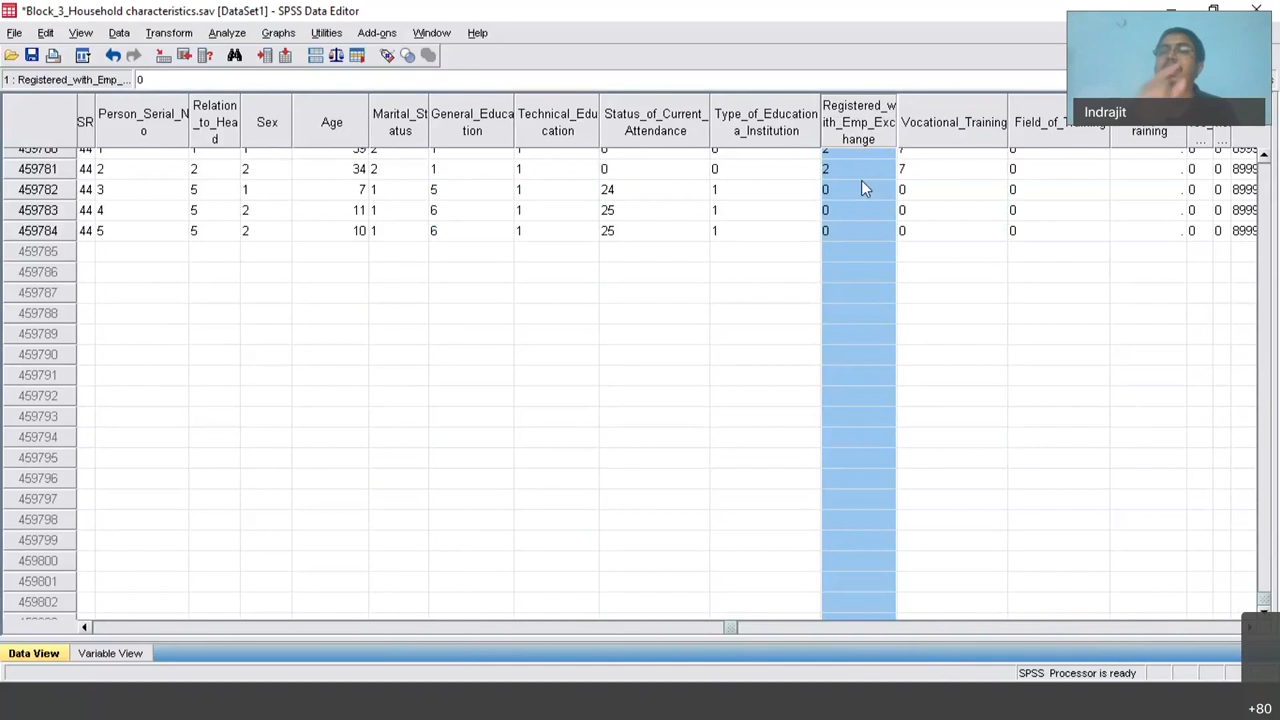 *Block_3_Household characteristics.sav [DataSet1] - SPSS Data Editor
File Edit View Data Transform Analyze Graphs Utilities Add-ons Window Help
1 : Registered_with_Emp_... 0
Indrajit
SR Person_Serial_No Relation_to_Head Sex Age Marital_Status General_Education Technical_Education Status_of_Current_Attendance Type_of_Educationa_Institution Registered_with_Emp_Exchange Vocational_Training
459781 44 2 2 2 34 2 1 1 0 0 2 7 0 . 0 0 8999
459782 44 3 5 1 7 1 5 1 24 1 0 0 0 . 0 0 8999
459783 44 4 5 2 11 1 6 1 25 1 0 0 0 . 0 0 8999
459784 44 5 5 2 10 1 6 1 25 1 0 0 0 . 0 0 8999
459785
459786
459787
459788
459789
459790
459791
459792
459793
459794
459795
459796
459797
459798
459799
459800
459801
459802
Data View Variable View
SPSS Processor is ready
+80